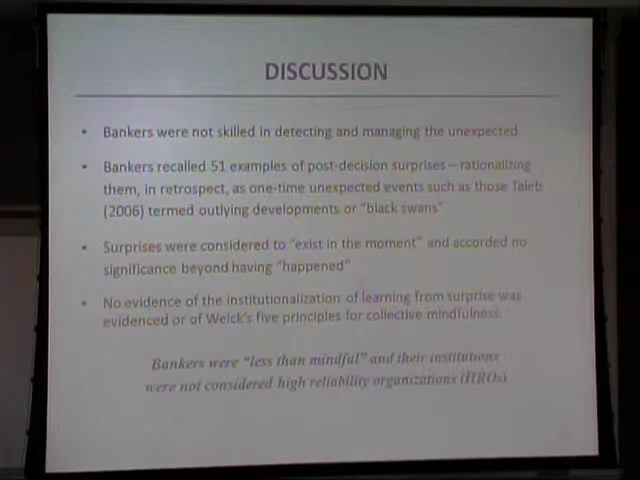 DISCUSSION
• Bankers were not skilled in detecting and managing the unexpected
• Bankers recalled 51 examples of post-decision surprises – rationalizing
them, in retrospect, as one-time unexpected events such as those Taleb
(2006) termed outlying developments or "black swans"
• Surprises were considered to "exist in the moment" and accorded no
significance beyond having "happened"
• No evidence of the institutionalization of learning from surprise was
evidenced or of Weick's five principles for collective mindfulness.
Bankers were "less than mindful" and their institutions
were not considered high reliability organizations (HROs)